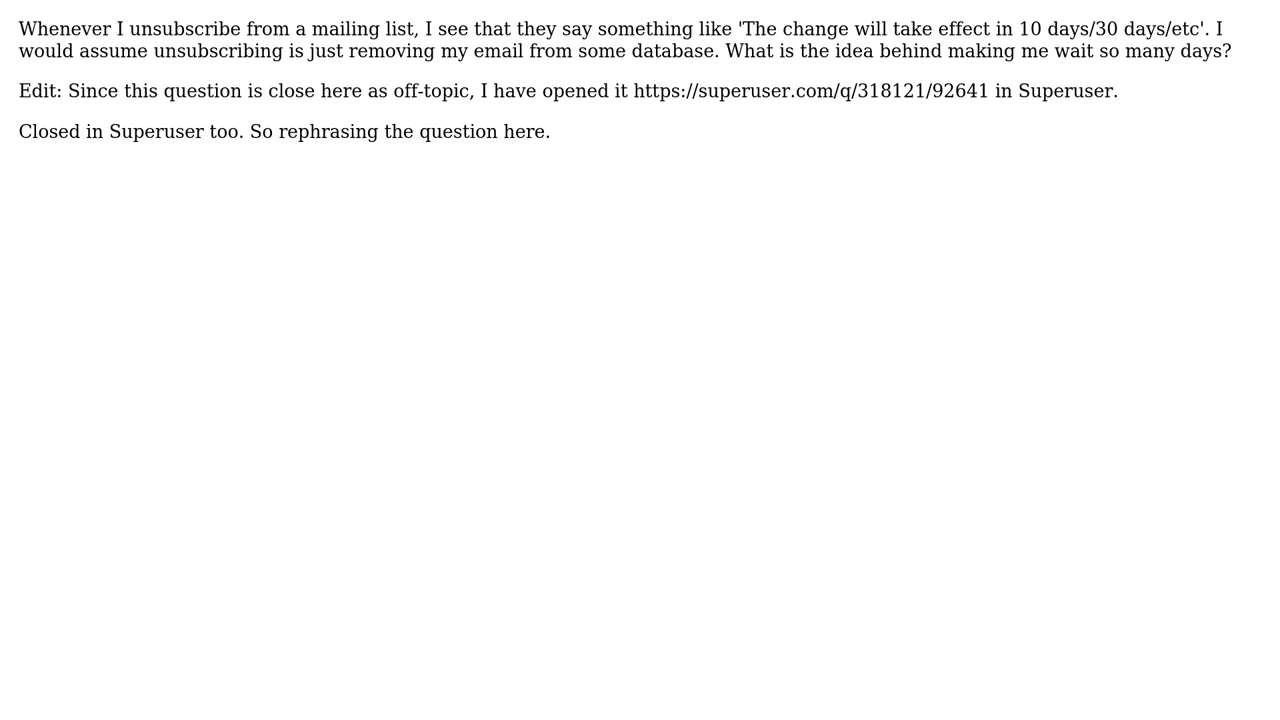 Whenever I unsubscribe from a mailing list, I see that they say something like 'The change will take effect in 10 days/30 days/etc'. I
would assume unsubscribing is just removing my email from some database. What is the idea behind making me wait so many days?
Edit: Since this question is close here as off-topic, I have opened it https://superuser.com/q/318121/92641 in Superuser.
Closed in Superuser too. So rephrasing the question here.